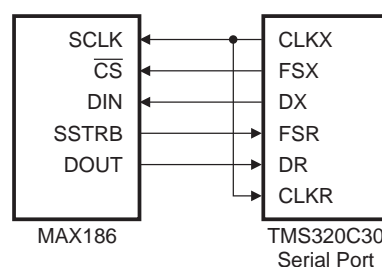 SCLK
CS
DIN
SSTRB
DOUT
MAX186
CLKX
FSX
DX
FSR
DR
CLKR
TMS320C30
Serial Port